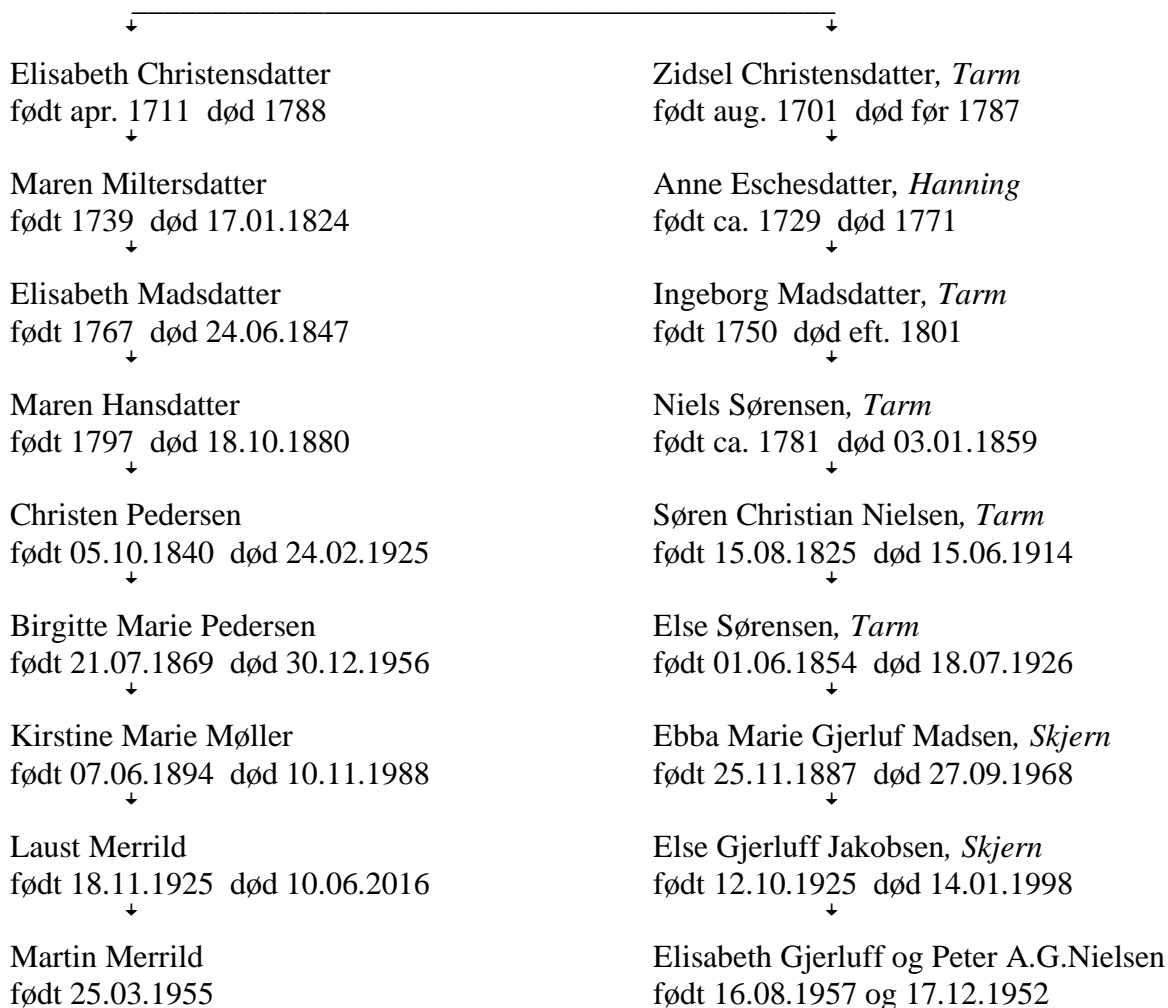 Elisabeth Christensdatter
født apr. 1711 død 1788
Maren Miltersdatter
født 1739 død 17.01.1824
Elisabeth Madsdatter
født 1767 død 24.06.1847
Maren Hansdatter
født 1797 død 18.10.1880
Christen Pedersen
født 05.10.1840 død 24.02.1925
Birgitte Marie Pedersen
født 21.07.1869 død 30.12.1956
Kirstine Marie Møller
født 07.06.1894 død 10.11.1988
Laust Merrild
født 18.11.1925 død 10.06.2016
Martin Merrild
født 25.03.1955
Zidsel Christensdatter, Tarm
født aug. 1701 død før 1787
Anne Eschesdatter, Hanning
født ca. 1729 død 1771
Ingeborg Madsdatter, Tarm
født 1750 død eft. 1801
Niels Sørensen, Tarm
født ca. 1781 død 03.01.1859
Søren Christian Nielsen, Tarm
født 15.08.1825 død 15.06.1914
Else Sørensen, Tarm
født 01.06.1854 død 18.07.1926
Ebba Marie Gjerluf Madsen, Skjern
født 25.11.1887 død 27.09.1968
Else Gjerluff Jakobsen, Skjern
født 12.10.1925 død 14.01.1998
Elisabeth Gjerluff og Peter A.G.Nielsen
født 16.08.1957 og 17.12.1952